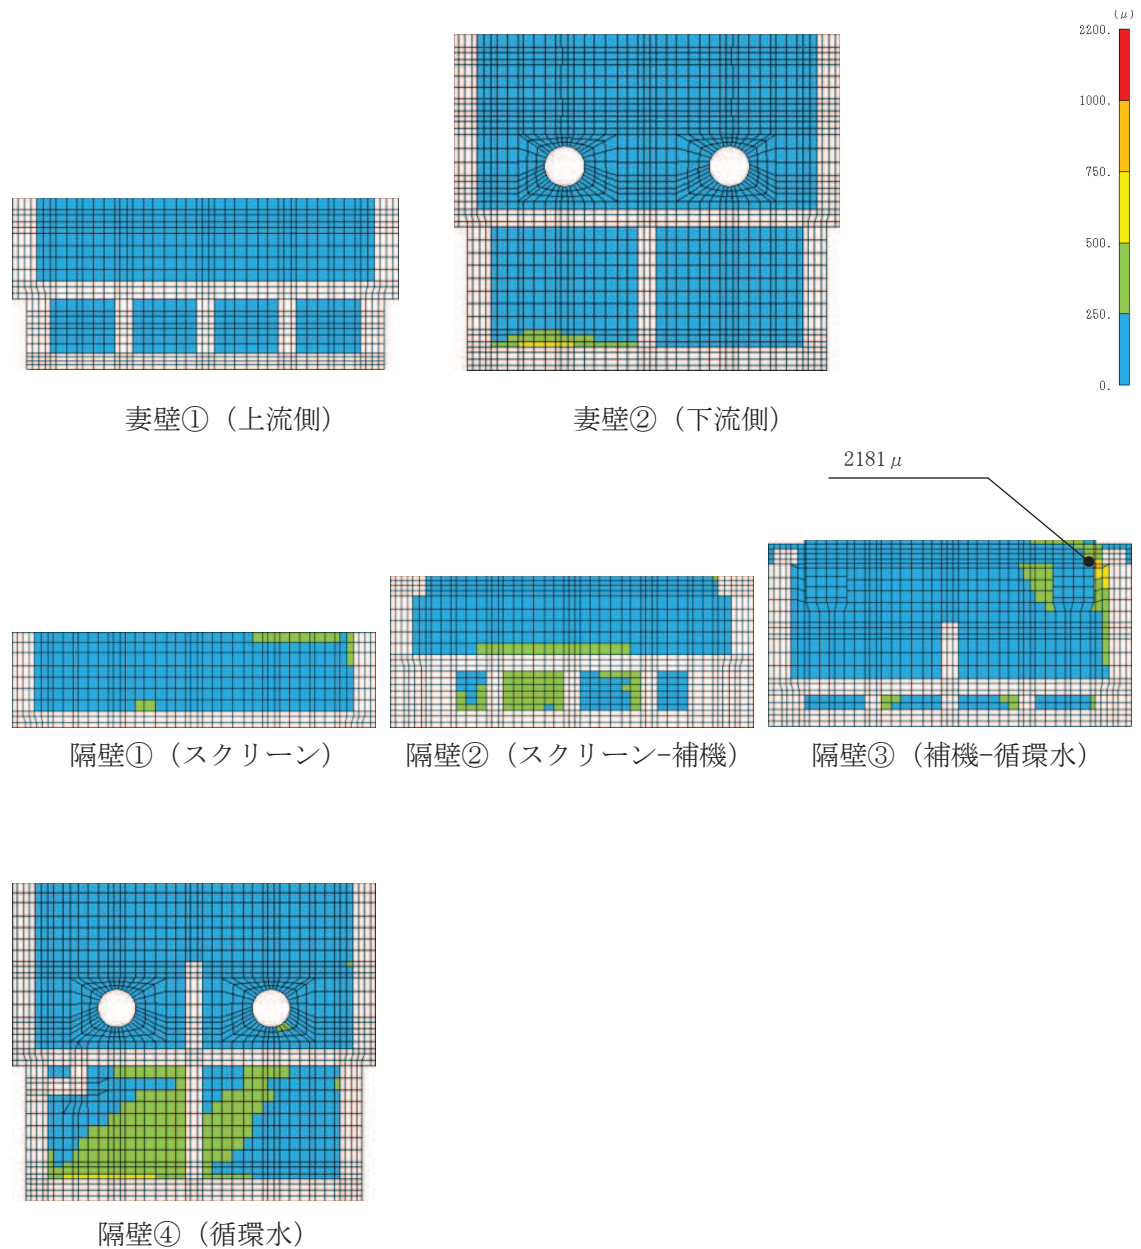 (μ)
2200.
1000.
750.
500.
250.
0.
妻壁①（上流側）
妻壁②（下流側）
2181μ
隔壁①（スクリーン）
隔壁②（スクリーン-補機）
隔壁③（補機-循環水）
隔壁④（循環水）